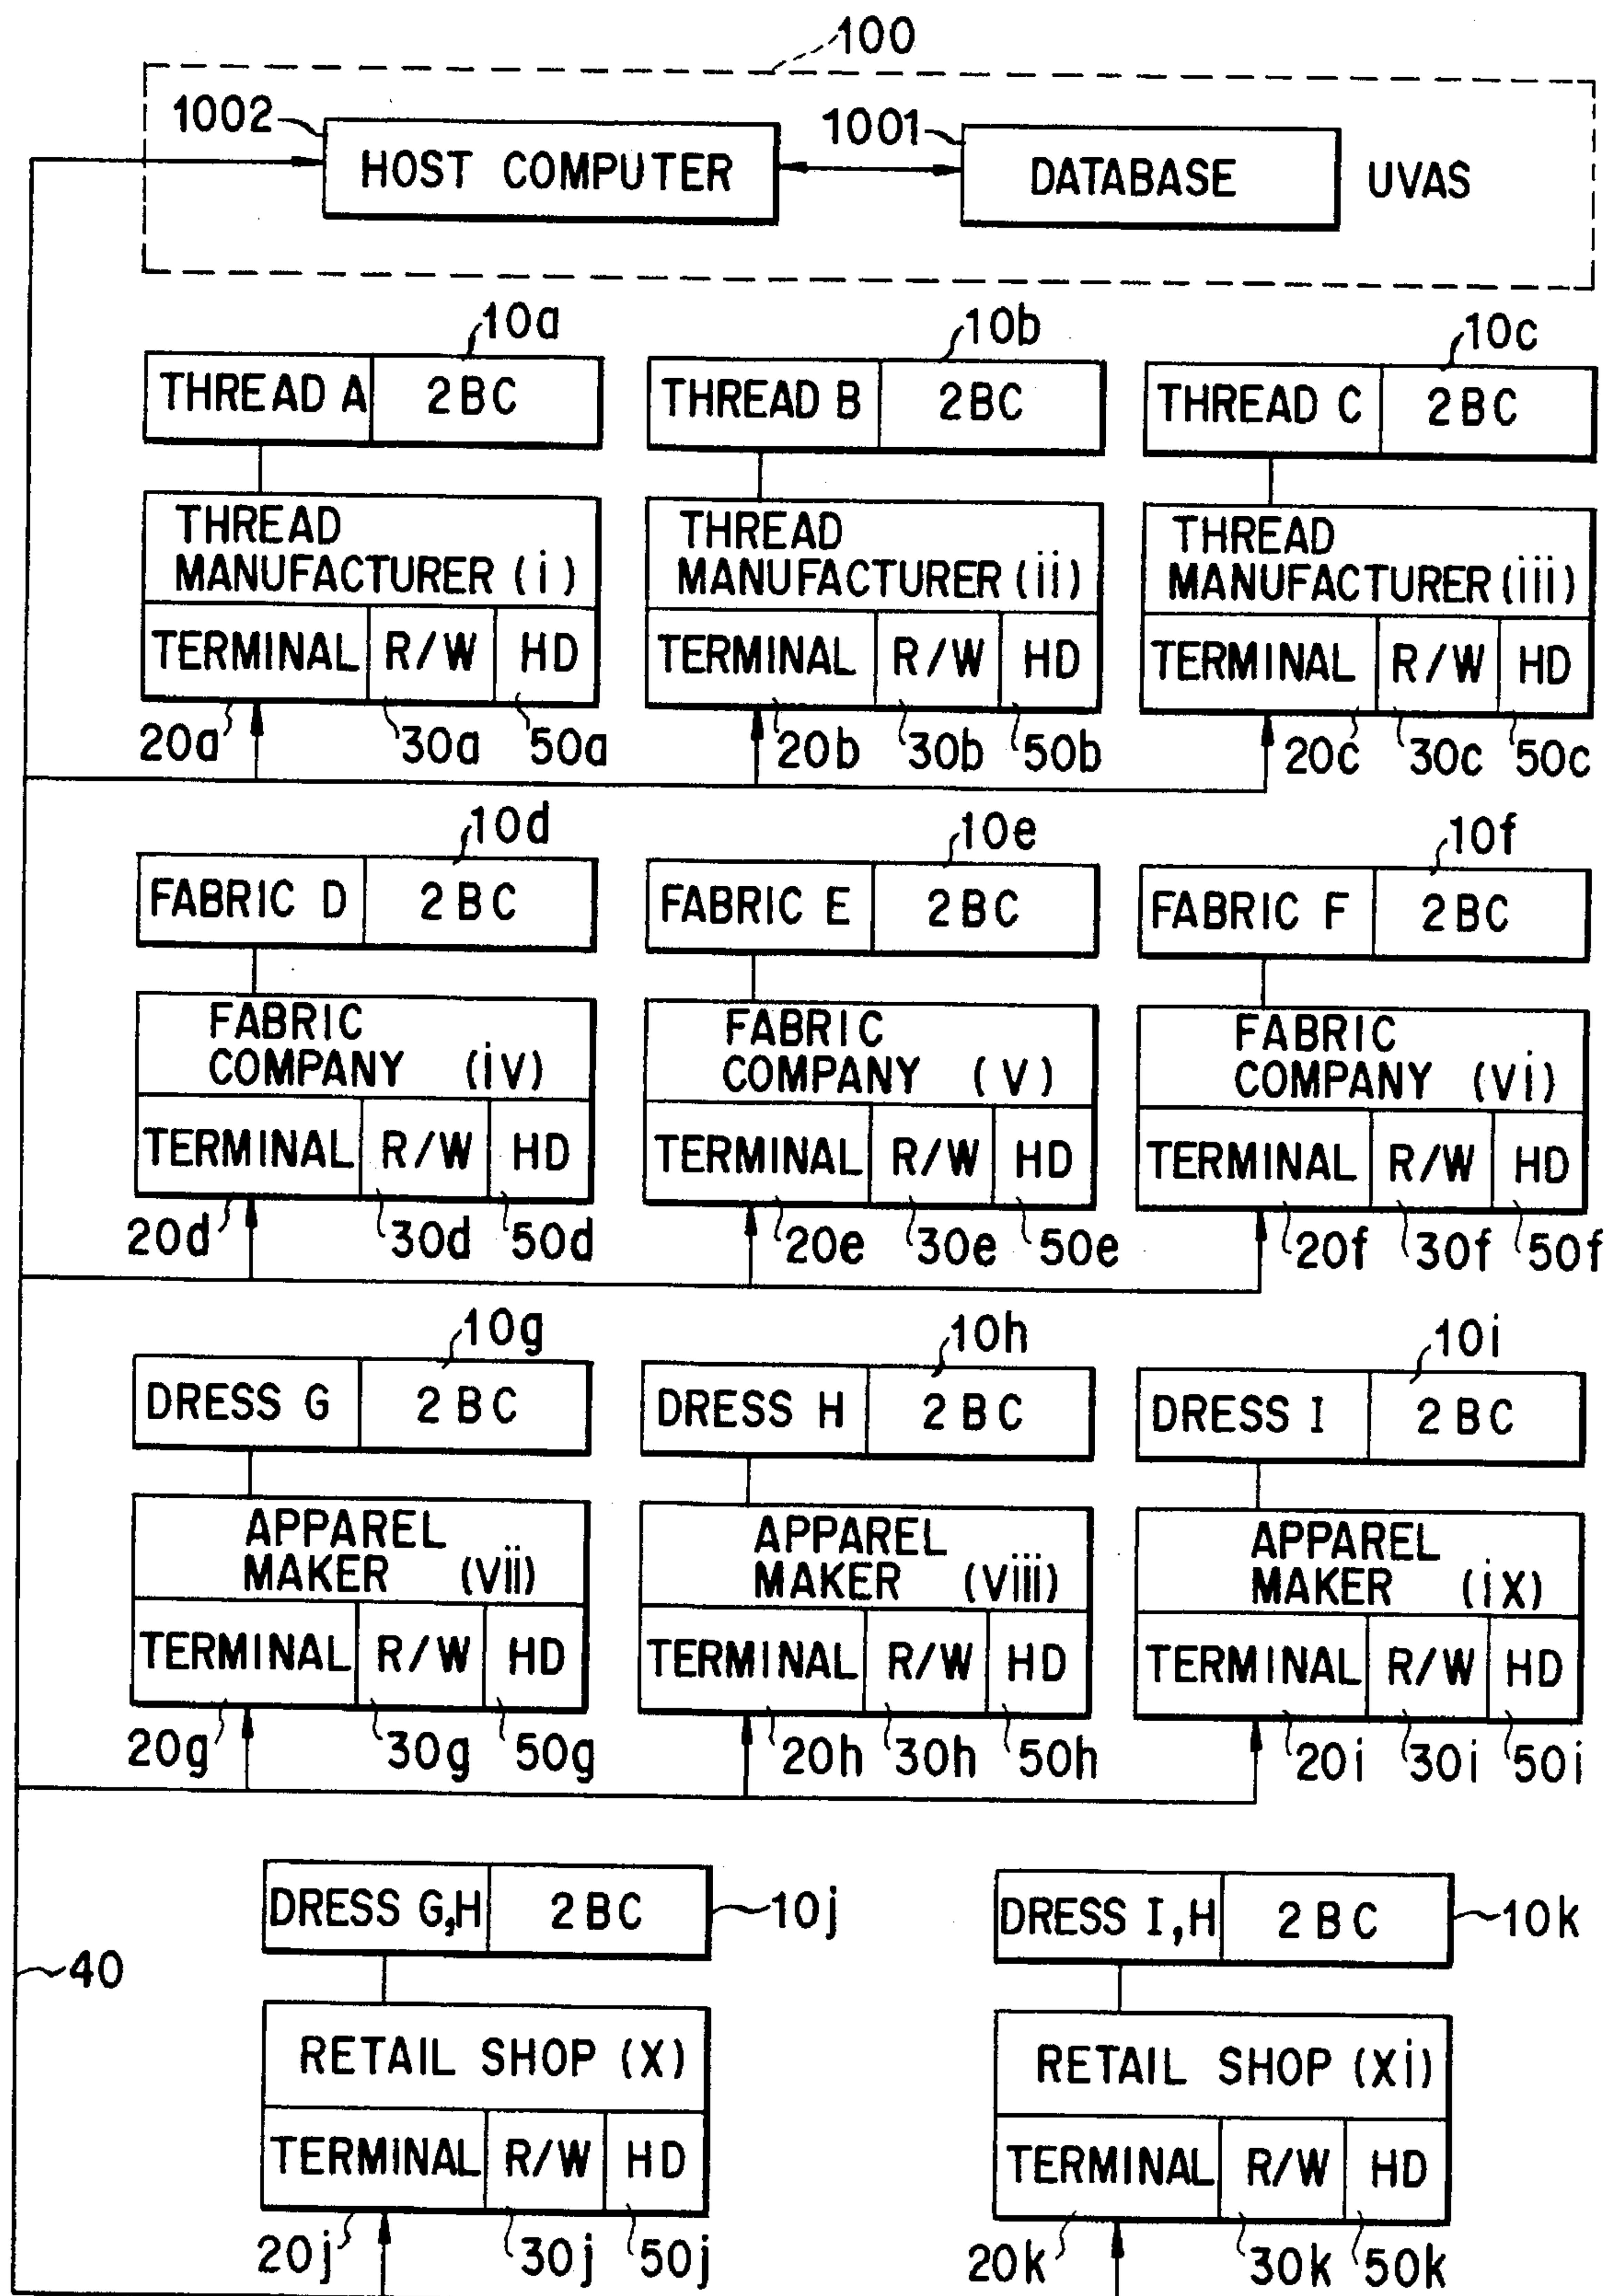 100
1002
HOST COMPUTER
1001
DATABASE
UVAS
10a
10b
10c
THREAD A
2BC
THREAD B
2BC
THREAD C
2BC
THREAD
MANUFACTURER (i)
THREAD
MANUFACTURER (ii)
THREAD
MANUFACTURER (iii)
TERMINAL
R/W
HD
TERMINAL
R/W
HD
TERMINAL
R/W
HD
20a
30a
50a
20b
30b
50b
20c
30c
50c
10d
10e
10f
FABRIC D
2BC
FABRIC E
2BC
FABRIC F
2BC
FABRIC
COMPANY (iv)
FABRIC
COMPANY (v)
FABRIC
COMPANY (vi)
TERMINAL
R/W
HD
TERMINAL
R/W
HD
TERMINAL
R/W
HD
20d
30d
50d
20e
30e
50e
20f
30f
50f
10g
10h
10i
DRESS G
2BC
DRESS H
2BC
DRESS I
2BC
APPAREL
MAKER (vii)
APPAREL
MAKER (viii)
APPAREL
MAKER (ix)
TERMINAL
R/W
HD
TERMINAL
R/W
HD
TERMINAL
R/W
HD
20g
30g
50g
20h
30h
50h
20i
30i
50i
DRESS G,H
2BC
10j
DRESS I,H
2BC
10k
40
RETAIL SHOP (x)
RETAIL SHOP (xi)
TERMINAL
R/W
HD
TERMINAL
R/W
HD
20j
30j
50j
20k
30k
50k